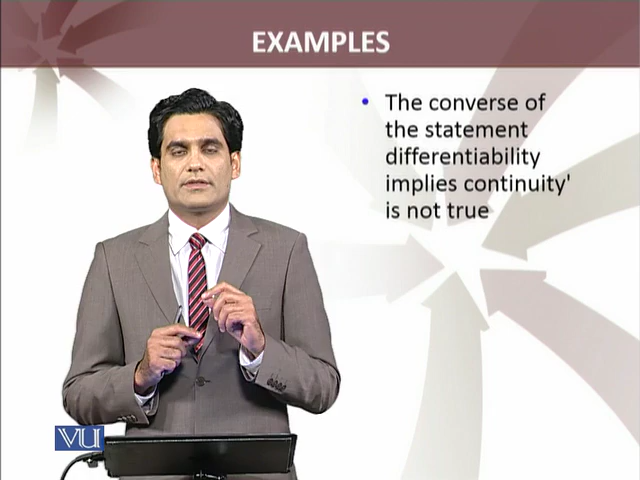 EXAMPLES
• The converse of
the statement
differentiability
implies continuity'
is not true
VU